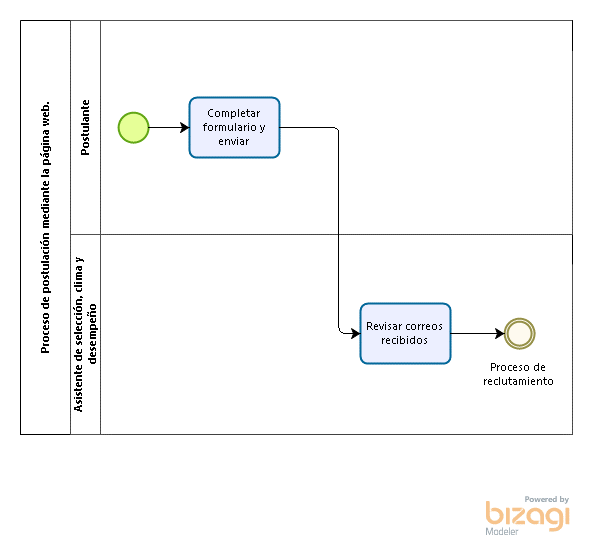 Proceso de postulación mediante la página web.
Postulante
Completar
formulario y
enviar
Asistente de selección, clima y
desempeño
Revisar correos
recibidos
Proceso de
reclutamiento
Powered by
bizagi
Modeler